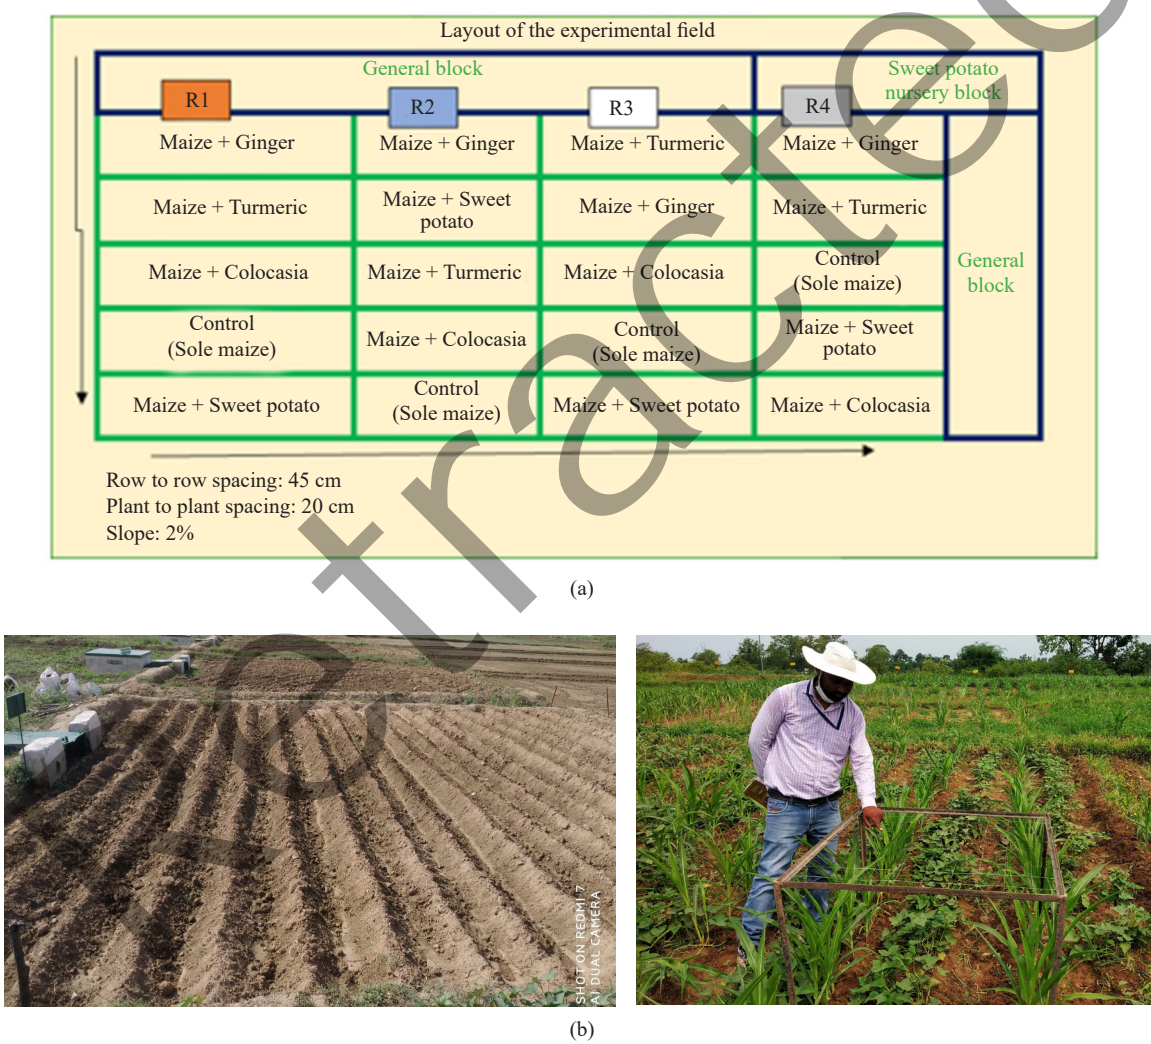 Layout of the experimental field
General block
Sweet potato
nursery block
R1
R2
R3
R4
Maize + Ginger
Maize + Ginger
Maize + Turmeric
Maize + Ginger
Maize + Turmeric
Maize + Sweet
potato
Maize + Ginger
Maize + Turmeric
Maize + Colocasia
Maize + Turmeric
Maize + Colocasia
Control
(Sole maize)
General
block
Control
(Sole maize)
Maize + Colocasia
Control
(Sole maize)
Maize + Sweet
potato
Maize + Sweet potato
Control
(Sole maize)
Maize + Sweet potato
Maize + Colocasia
Row to row spacing: 45 cm
Plant to plant spacing: 20 cm
Slope: 2%
(a)
SHOT ON REDMI 7
AI DUAL CAMERA
(b)
Retracted